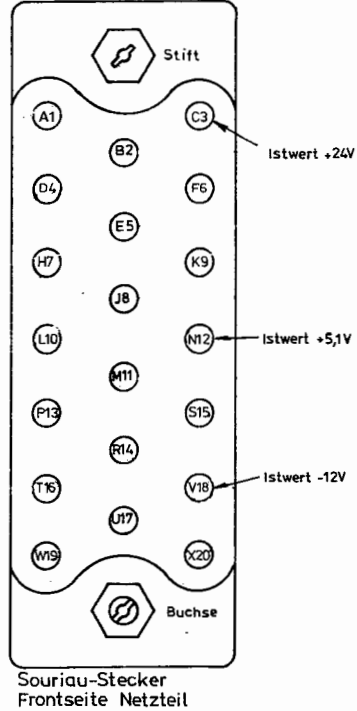 Stift
A1
C3
B2
Istwert +24V
D4
F6
E5
H7
K9
J8
L10
N12
Istwert +5,1V
M11
P13
S15
R14
T16
V18
Istwert -12V
U17
W19
X20
Buchse
Souriau-Stecker
Frontseite Netzteil